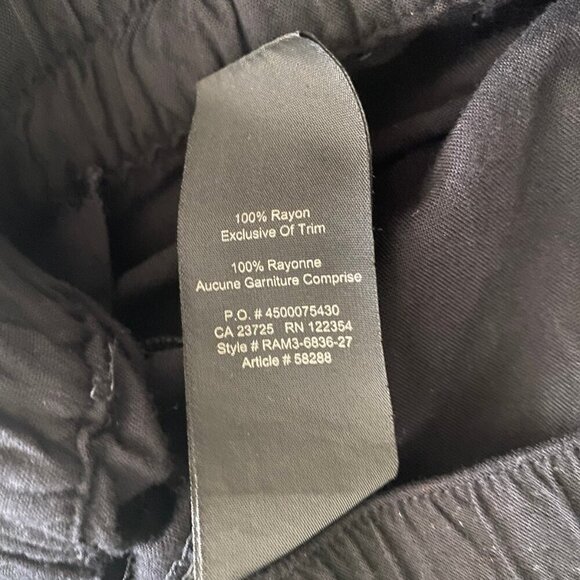 100% Rayon
Exclusive Of Trim
100% Rayonne
Aucune Garniture Comprise
P.O. # 4500075430
CA 23725 RN 122354
Style # RAM3-6836-27
Article # 58288